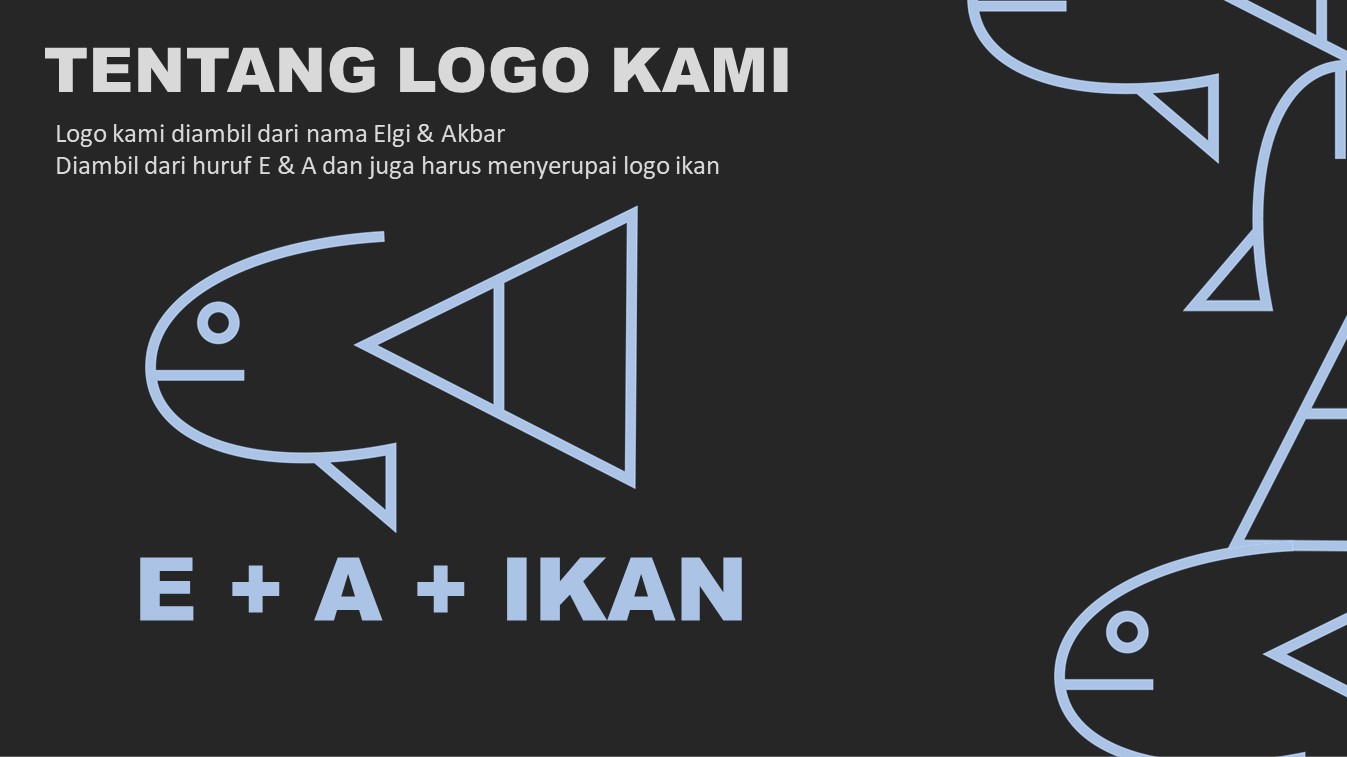 TENTANG LOGO KAMI
Logo kami diambil dari nama Elgi & Akbar
Diambil dari huruf E & A dan juga harus menyerupai logo ikan
E + A + IKAN